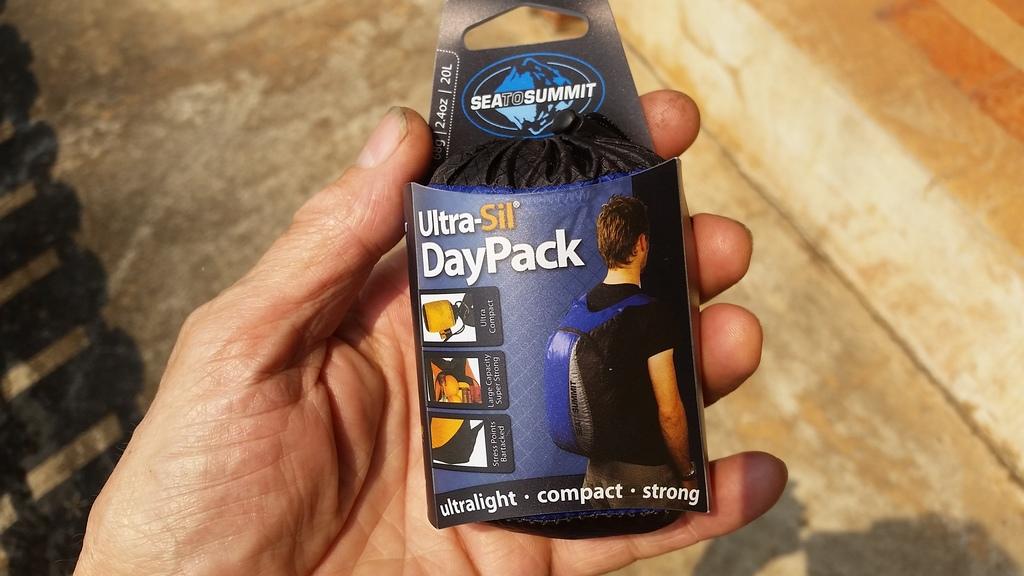 SEATOSUMMIT
2.4oz | 20L
Ultra-Sil®
DayPack
Ultra
Compact
Large Capacity
Super Strong
Stress Points
Bartacked
ultralight · compact · strong